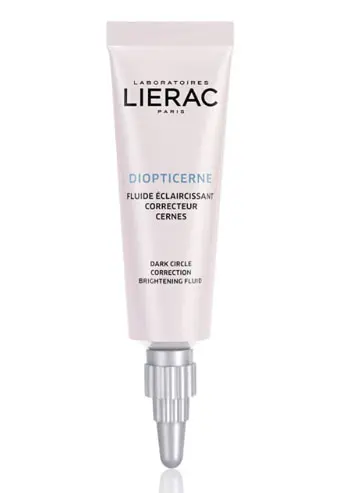 LABORATOIRES
LIERAC
PARIS
DIOPTICERNE
FLUIDE ÉCLAIRCISSANT
CORRECTEUR
CERNES
DARK CIRCLE
CORRECTION
BRIGHTENING FLUID